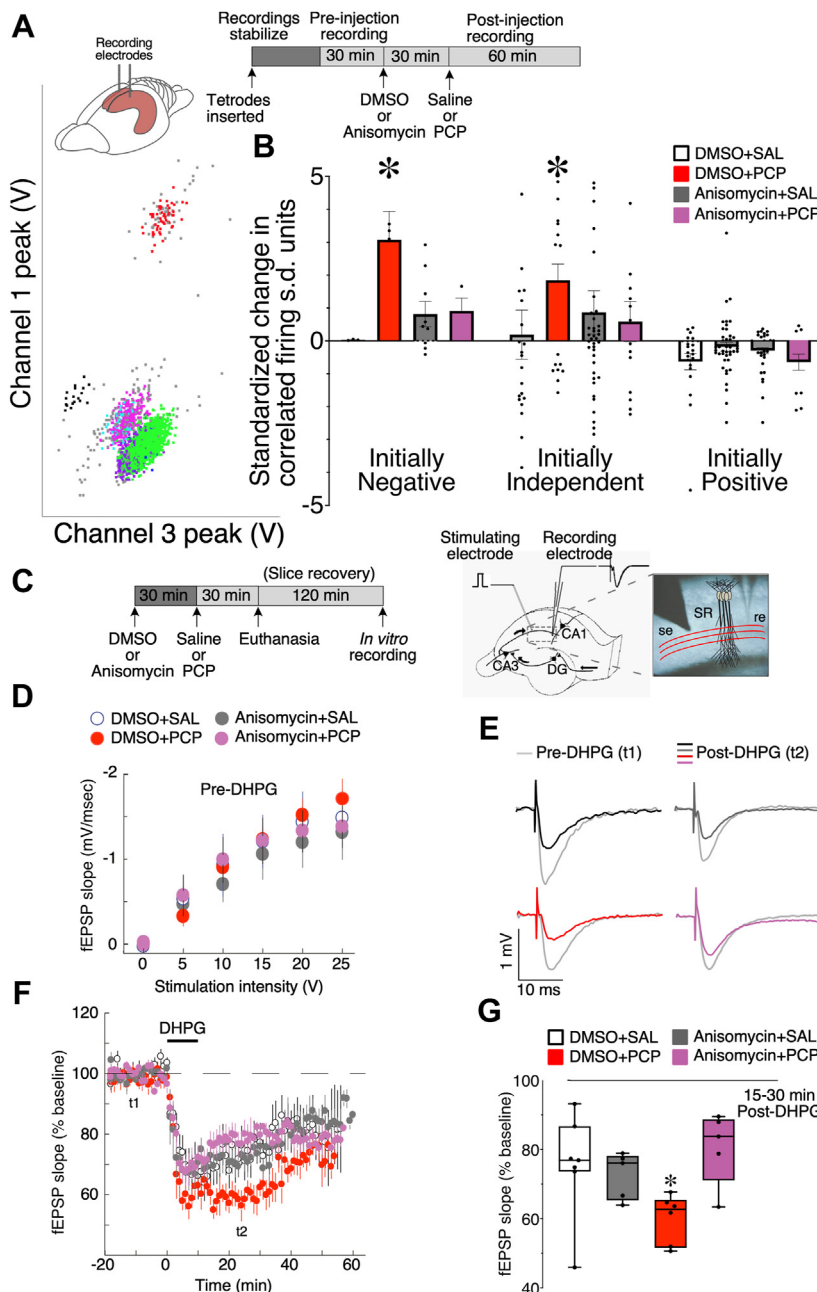 A
Recording
electrodes
Recordings
stabilize
Pre-injection
recording
Post-injection
recording
30 min
30 min
60 min
Tetrodes
inserted
DMSO
or
Anisomycin
Saline
or
PCP
Channel 1 peak (V)
Channel 3 peak (V)
B
DMSO+SAL
DMSO+PCP
Anisomycin+SAL
Anisomycin+PCP
Standardized change in
correlated firing s.d. units
5
0
-5
*
*
Initially
Negative
Initially
Independent
Initially
Positive
C
(Slice recovery)
30 min
30 min
120 min
DMSO
or
Anisomycin
Saline
or
PCP
Euthanasia
In vitro
recording
Stimulating
electrode
Recording
electrode
CA1
CA3
DG
SR
se
re
D
DMSO+SAL
DMSO+PCP
Anisomycin+SAL
Anisomycin+PCP
Pre-DHPG
fEPSP slope (mV/msec)
-2
-1
0
0 5 10 15 20 25
Stimulation intensity (V)
E
Pre-DHPG (t1)
Post-DHPG (t2)
1 mV
10 ms
F
DHPG
fEPSP slope (% baseline)
120
100
80
60
t1
t2
-20 0 20 40 60
Time (min)
G
DMSO+SAL
DMSO+PCP
Anisomycin+SAL
Anisomycin+PCP
15-30 min
Post-DHPG
fEPSP slope (% baseline)
100
80
60
40
*